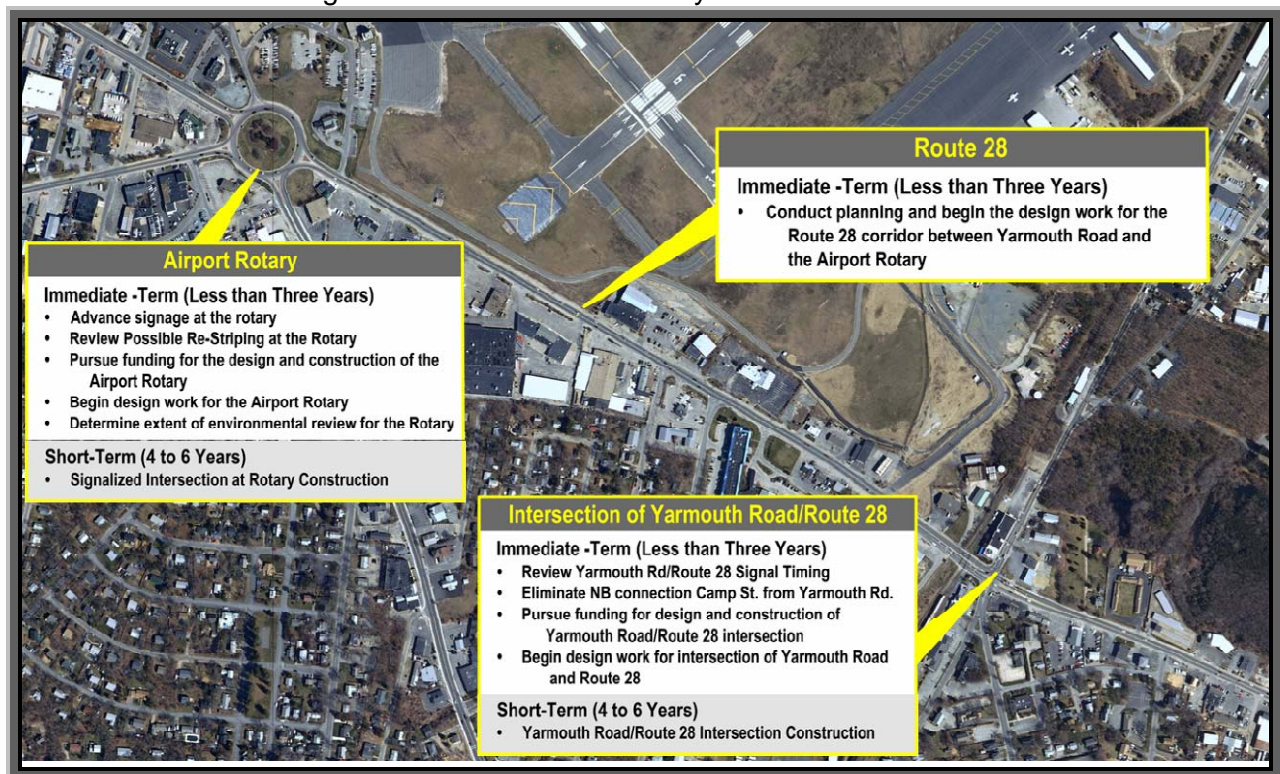 Airport Rotary
Immediate -Term (Less than Three Years)
• Advance signage at the rotary
• Review Possible Re-Striping at the Rotary
• Pursue funding for the design and construction of the
Airport Rotary
• Begin design work for the Airport Rotary
• Determine extent of environmental review for the Rotary
Short-Term (4 to 6 Years)
• Signalized Intersection at Rotary Construction
Route 28
Immediate -Term (Less than Three Years)
• Conduct planning and begin the design work for the
Route 28 corridor between Yarmouth Road and
the Airport Rotary
Intersection of Yarmouth Road/Route 28
Immediate -Term (Less than Three Years)
• Review Yarmouth Rd/Route 28 Signal Timing
• Eliminate NB connection Camp St. from Yarmouth Rd.
• Pursue funding for design and construction of
Yarmouth Road/Route 28 intersection
• Begin design work for intersection of Yarmouth Road
and Route 28
Short-Term (4 to 6 Years)
• Yarmouth Road/Route 28 Intersection Construction